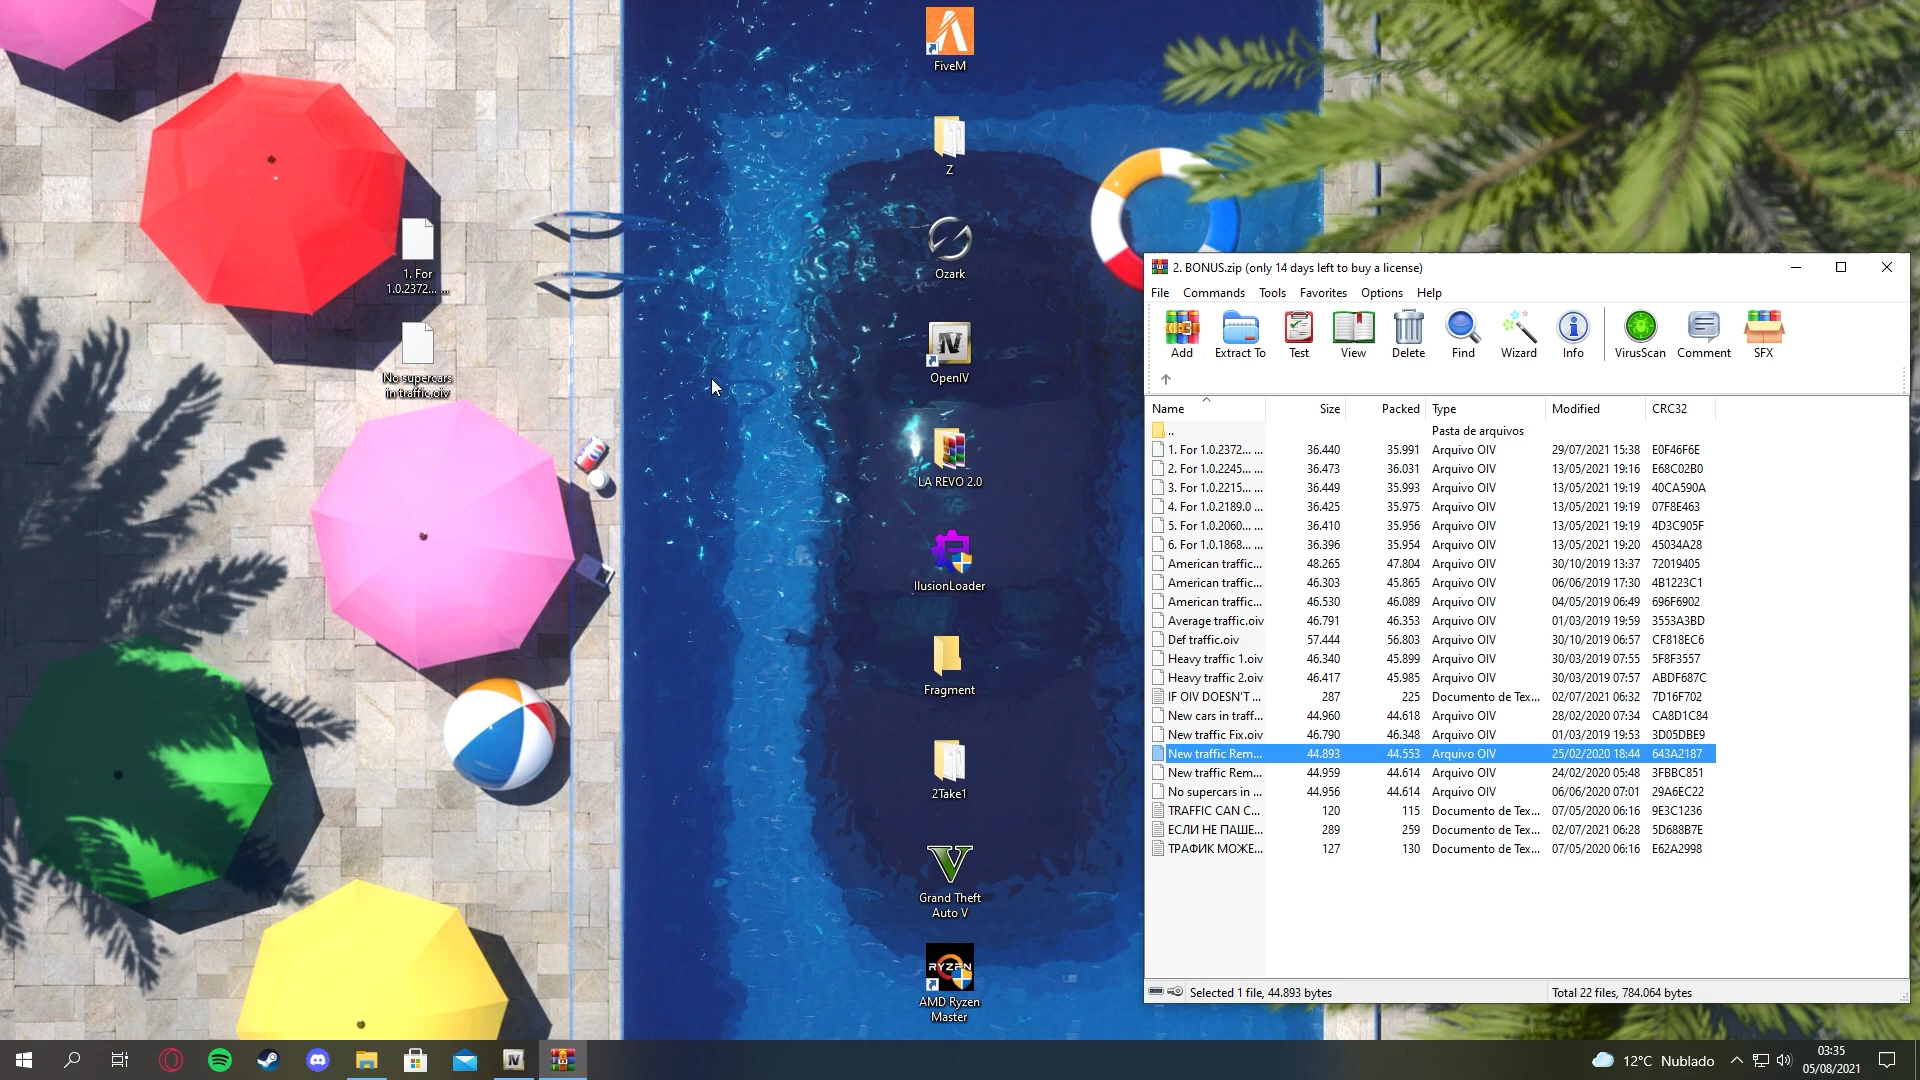 FiveM
Z
Ozark
OpenIV
LA REVO 2.0
IlusionLoader
Fragment
2Take1
Grand Theft
Auto V
RYZEN
AMD Ryzen
Master
1. For
1.0.2372... ...
No supercars
in traffic.oiv
2. BONUS.zip (only 14 days left to buy a license)
File Commands Tools Favorites Options Help
Add Extract To Test View Delete Find Wizard Info VirusScan Comment SFX
Name Size Packed Type Modified CRC32
.. Pasta de arquivos
1. For 1.0.2372... ... 36.440 35.991 Arquivo OIV 29/07/2021 15:38 E0F46F6E
2. For 1.0.2245... ... 36.473 36.031 Arquivo OIV 13/05/2021 19:16 E68C02B0
3. For 1.0.2215... ... 36.449 35.993 Arquivo OIV 13/05/2021 19:19 40CA590A
4. For 1.0.2189.0 ... 36.425 35.975 Arquivo OIV 13/05/2021 19:19 07F8E463
5. For 1.0.2060... ... 36.410 35.956 Arquivo OIV 13/05/2021 19:19 4D3C905F
6. For 1.0.1868... ... 36.396 35.954 Arquivo OIV 13/05/2021 19:20 45034A28
American traffic... 48.265 47.804 Arquivo OIV 30/10/2019 13:37 72019405
American traffic... 46.303 45.865 Arquivo OIV 06/06/2019 17:30 4B1223C1
American traffic... 46.530 46.089 Arquivo OIV 04/05/2019 06:49 696F6902
Average traffic.oiv 46.791 46.353 Arquivo OIV 01/03/2019 19:59 3553A3BD
Def traffic.oiv 57.444 56.803 Arquivo OIV 30/10/2019 06:57 CF818EC6
Heavy traffic 1.oiv 46.340 45.899 Arquivo OIV 30/03/2019 07:55 5F8F3557
Heavy traffic 2.oiv 46.417 45.985 Arquivo OIV 30/03/2019 07:57 ABDF687C
IF OIV DOESN'T ... 287 225 Documento de Tex... 02/07/2021 06:32 7D16F702
New cars in traff... 44.960 44.618 Arquivo OIV 28/02/2020 07:34 CA8D1C84
New traffic Fix.oiv 46.790 46.348 Arquivo OIV 01/03/2019 19:53 3D05DBE9
New traffic Rem... 44.893 44.553 Arquivo OIV 25/02/2020 18:44 643A2187
New traffic Rem... 44.959 44.614 Arquivo OIV 24/02/2020 05:48 3FBBC851
No supercars in ... 44.956 44.614 Arquivo OIV 06/06/2020 07:01 29A6EC22
TRAFFIC CAN C... 120 115 Documento de Tex... 07/05/2020 06:16 9E3C1236
ЕСЛИ НЕ ПАШЕ... 289 259 Documento de Tex... 02/07/2021 06:28 5D688B7E
ТРАФИК МОЖЕ... 127 130 Documento de Tex... 07/05/2020 06:16 E62A2998
Selected 1 file, 44.893 bytes Total 22 files, 784.064 bytes
12°C Nublado
03:35
05/08/2021